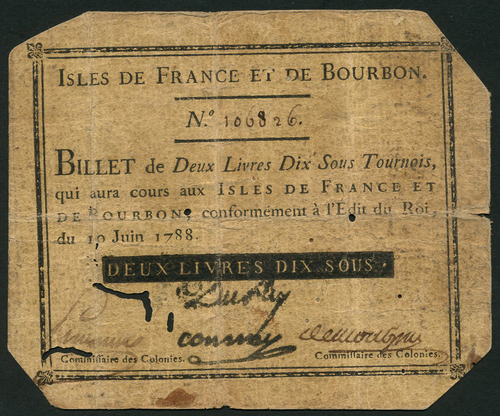 ISLES DE FRANCE ET DE BOURBON.
N.º 106826.
BILLET de Deux Livres Dix Sous Tournois,
qui aura cours aux ISLES DE FRANCE ET
DE BOURBON, conformément à l'Édit du Roi,
du 10 Juin 1788.
DEUX LIVRES DIX SOUS,
Commissaire des Colonies. Commissaire des Colonies.